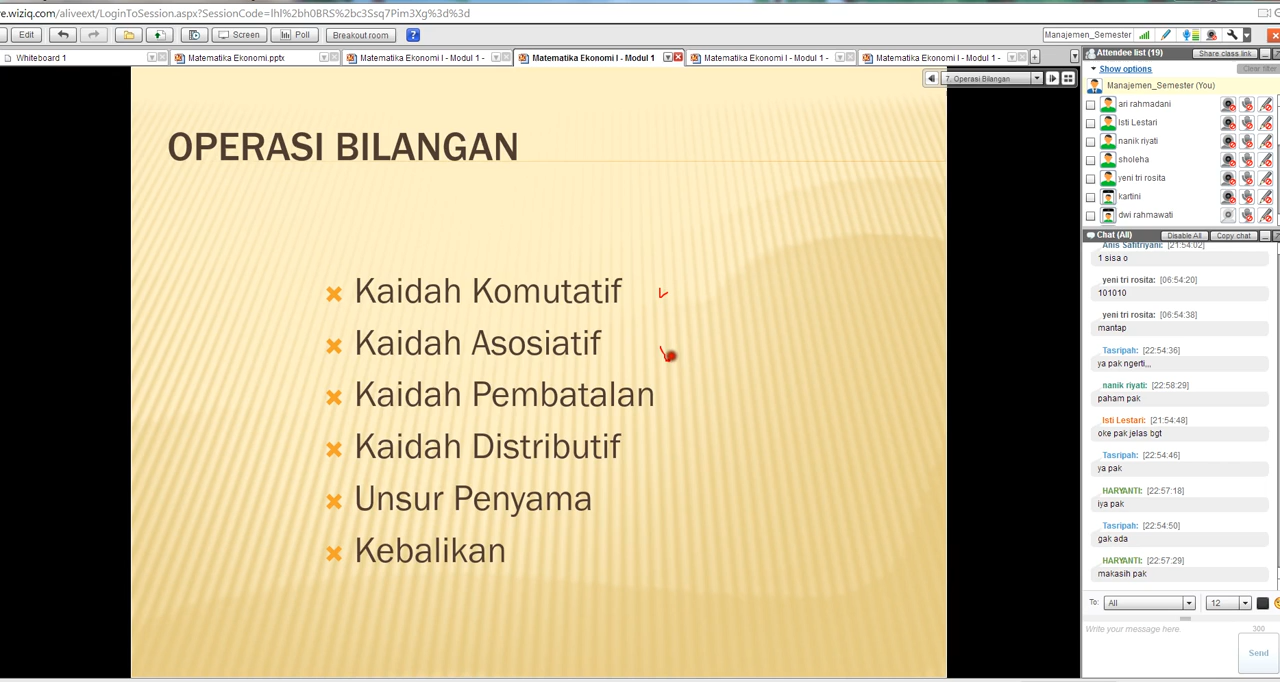 re.wiziq.com/aliveext/LoginToSession.aspx?SessionCode=lhl%2bh0BRS%2bc3Ssq7Pim3Xg%3d%3d
Edit
Screen
Poll
Breakout room
?
Manajemen_Semester
Whiteboard 1
Matematika Ekonomi.pptx
Matematika Ekonomi I - Modul 1 -
Matematika Ekonomi I - Modul 1
Matematika Ekonomi I - Modul 1 -
Matematika Ekonomi I - Modul 1 -
7. Operasi Bilangan
OPERASI BILANGAN
Kaidah Komutatif
Kaidah Asosiatif
Kaidah Pembatalan
Kaidah Distributif
Unsur Penyama
Kebalikan
Attendee list (19)
Share class link
Show options
Clear filter
Manajemen_Semester (You)
ari rahmadani
Isti Lestari
nanik riyati
sholeha
yeni tri rosita
kartini
dwi rahmawati
Chat (All)
Disable All
Copy chat
Anis Safitriyani: [21:54:02]
1 sisa o
yeni tri rosita: [06:54:20]
101010
yeni tri rosita: [06:54:38]
mantap
Tasripah: [22:54:36]
ya pak ngerti,,,
nanik riyati: [22:58:29]
paham pak
Isti Lestari: [21:54:48]
oke pak jelas bgt
Tasripah: [22:54:46]
ya pak
HARYANTI: [22:57:18]
iya pak
Tasripah: [22:54:50]
gak ada
HARYANTI: [22:57:29]
makasih pak
To:
All
12
Write your message here.
300
Send